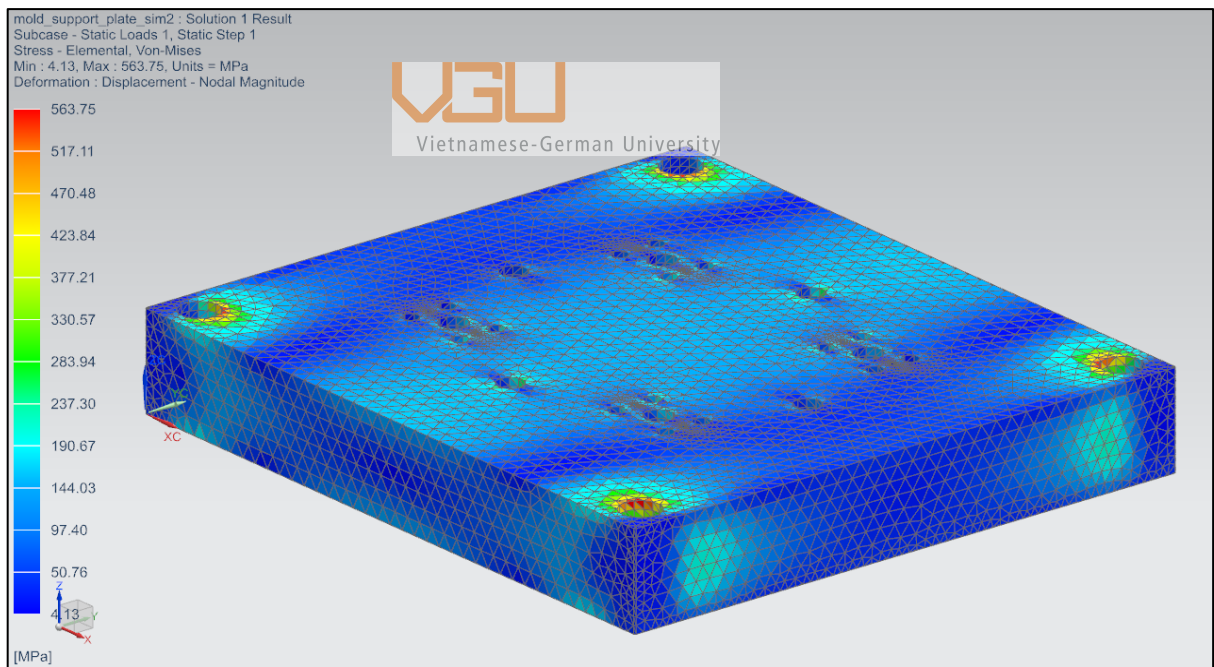 mold_support_plate_sim2 : Solution 1 Result
Subcase - Static Loads 1, Static Step 1
Stress - Elemental, Von-Mises
Min : 4.13, Max : 563.75, Units = MPa
Deformation : Displacement - Nodal Magnitude
VGU
Vietnamese-German University
563.75
517.11
470.48
423.84
377.21
330.57
283.94
237.30
190.67
144.03
97.40
50.76
4.13
XC
Z
Y
X
[MPa]